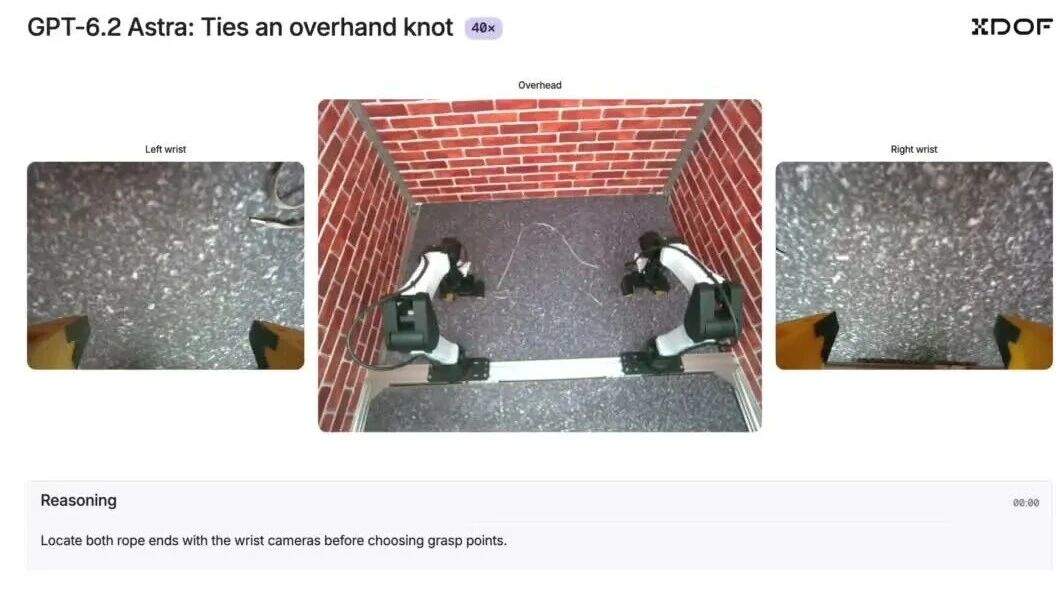 GPT-6.2 Astra: Ties an overhand knot 40×
XDOF
Overhead
Left wrist
Right wrist
Reasoning
00:00
Locate both rope ends with the wrist cameras before choosing grasp points.